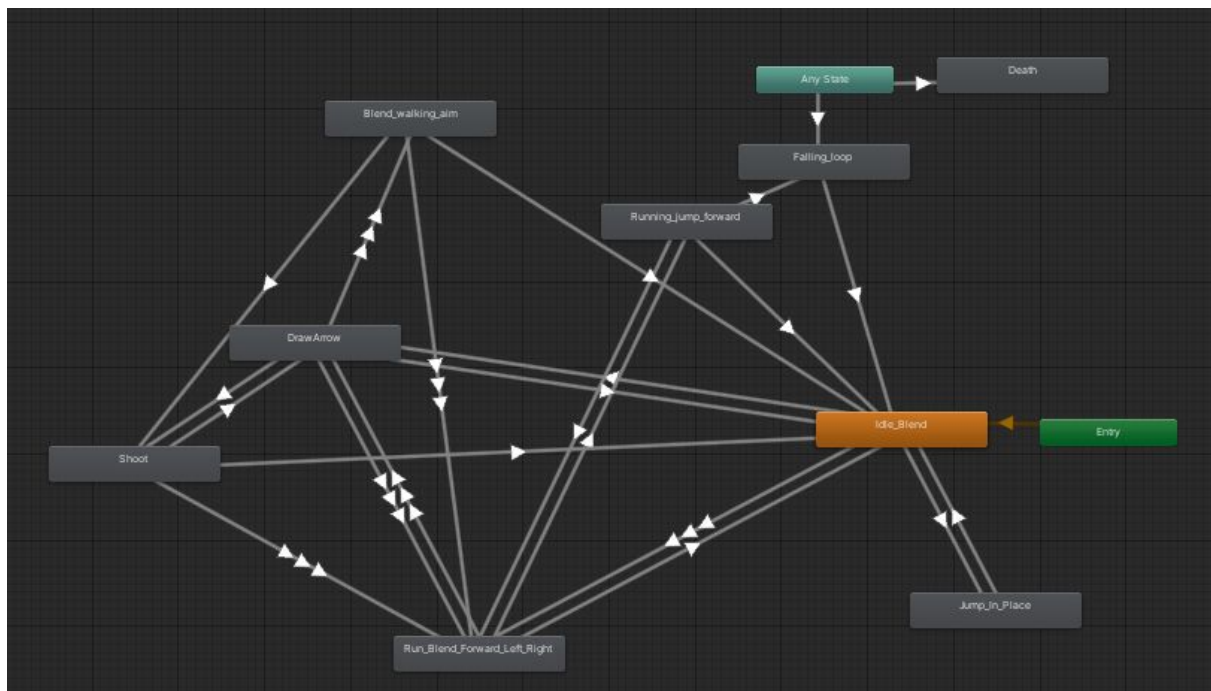 Any State
Death
Blend_walking_aim
Falling_loop
Running_jump_forward
DrawArrow
Idle_Blend
Entry
Shoot
Jump_In_Place
Run_Blend_Forward_Left_Right